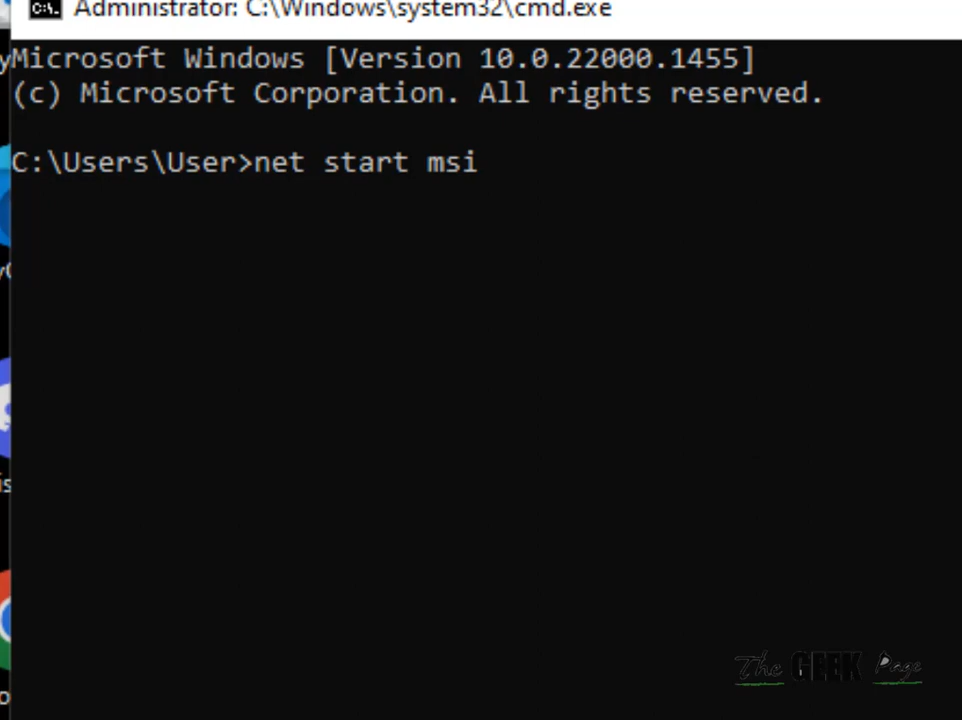 Administrator: C:\Windows\system32\cmd.exe
Microsoft Windows [Version 10.0.22000.1455]
(c) Microsoft Corporation. All rights reserved.
C:\Users\User>net start msi
The GEEK Page